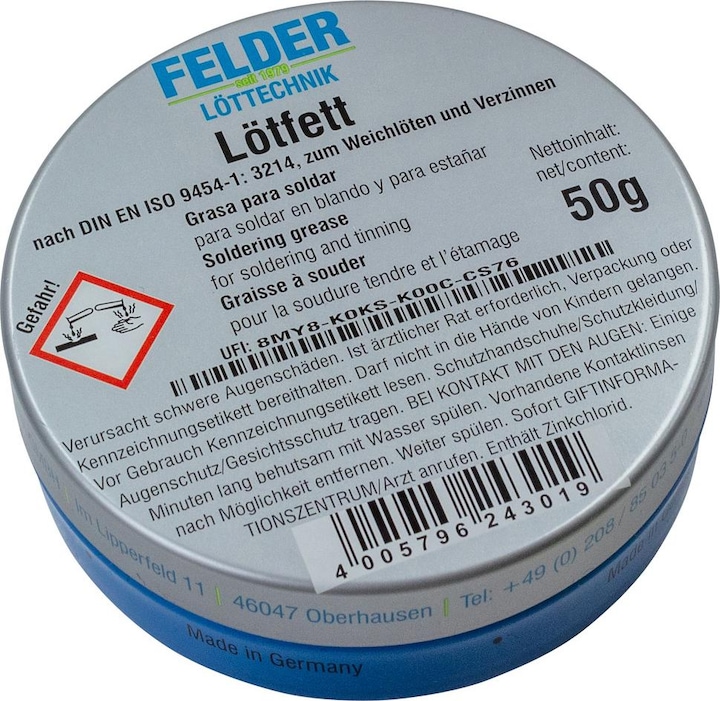 FELDER
seit 1979
LÖTTECHNIK
Lötfett
nach DIN EN ISO 9454-1: 3214, zum Weichlöten und Verzinnen
Grasa para soldar
para soldar en blando y para estañar
Soldering grease
for soldering and tinning
Graisse à souder
pour la soudure tendre et l'étamage
Nettoinhalt:
net/content:
50g
Gefahr!
UFI: 8MY8-K0KS-K00C-CS76
Verursacht schwere Augenschäden. Ist ärztlicher Rat erforderlich, Verpackung oder
Kennzeichnungsetikett bereithalten. Darf nicht in die Hände von Kindern gelangen.
Vor Gebrauch Kennzeichnungsetikett lesen. Schutzhandschuhe/Schutzkleidung/
Augenschutz/Gesichtsschutz tragen. BEI KONTAKT MIT DEN AUGEN: Einige
Minuten lang behutsam mit Wasser spülen. Vorhandene Kontaktlinsen
nach Möglichkeit entfernen. Weiter spülen. Sofort GIFTINFORMA-
TIONSZENTRUM/Arzt anrufen. Enthält Zinkchlorid.
4 005796 243019
| Im Lipperfeld 11 | 46047 Oberhausen | Tel: +49 (0) 208 / 85 03 5-0
Made in Germany
Made in